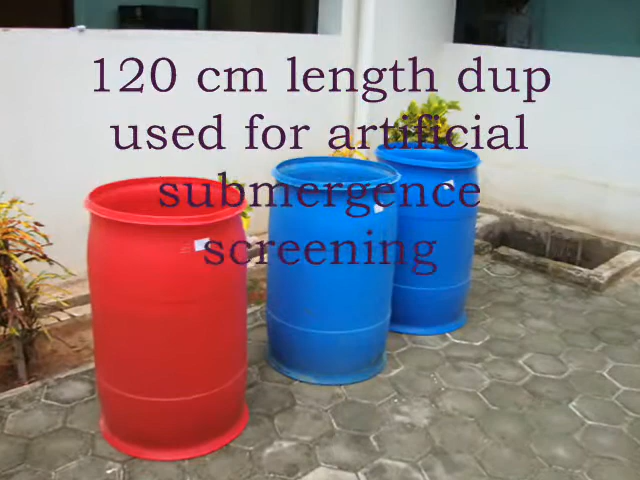 120 cm length dup
used for artificial
submergence
screening